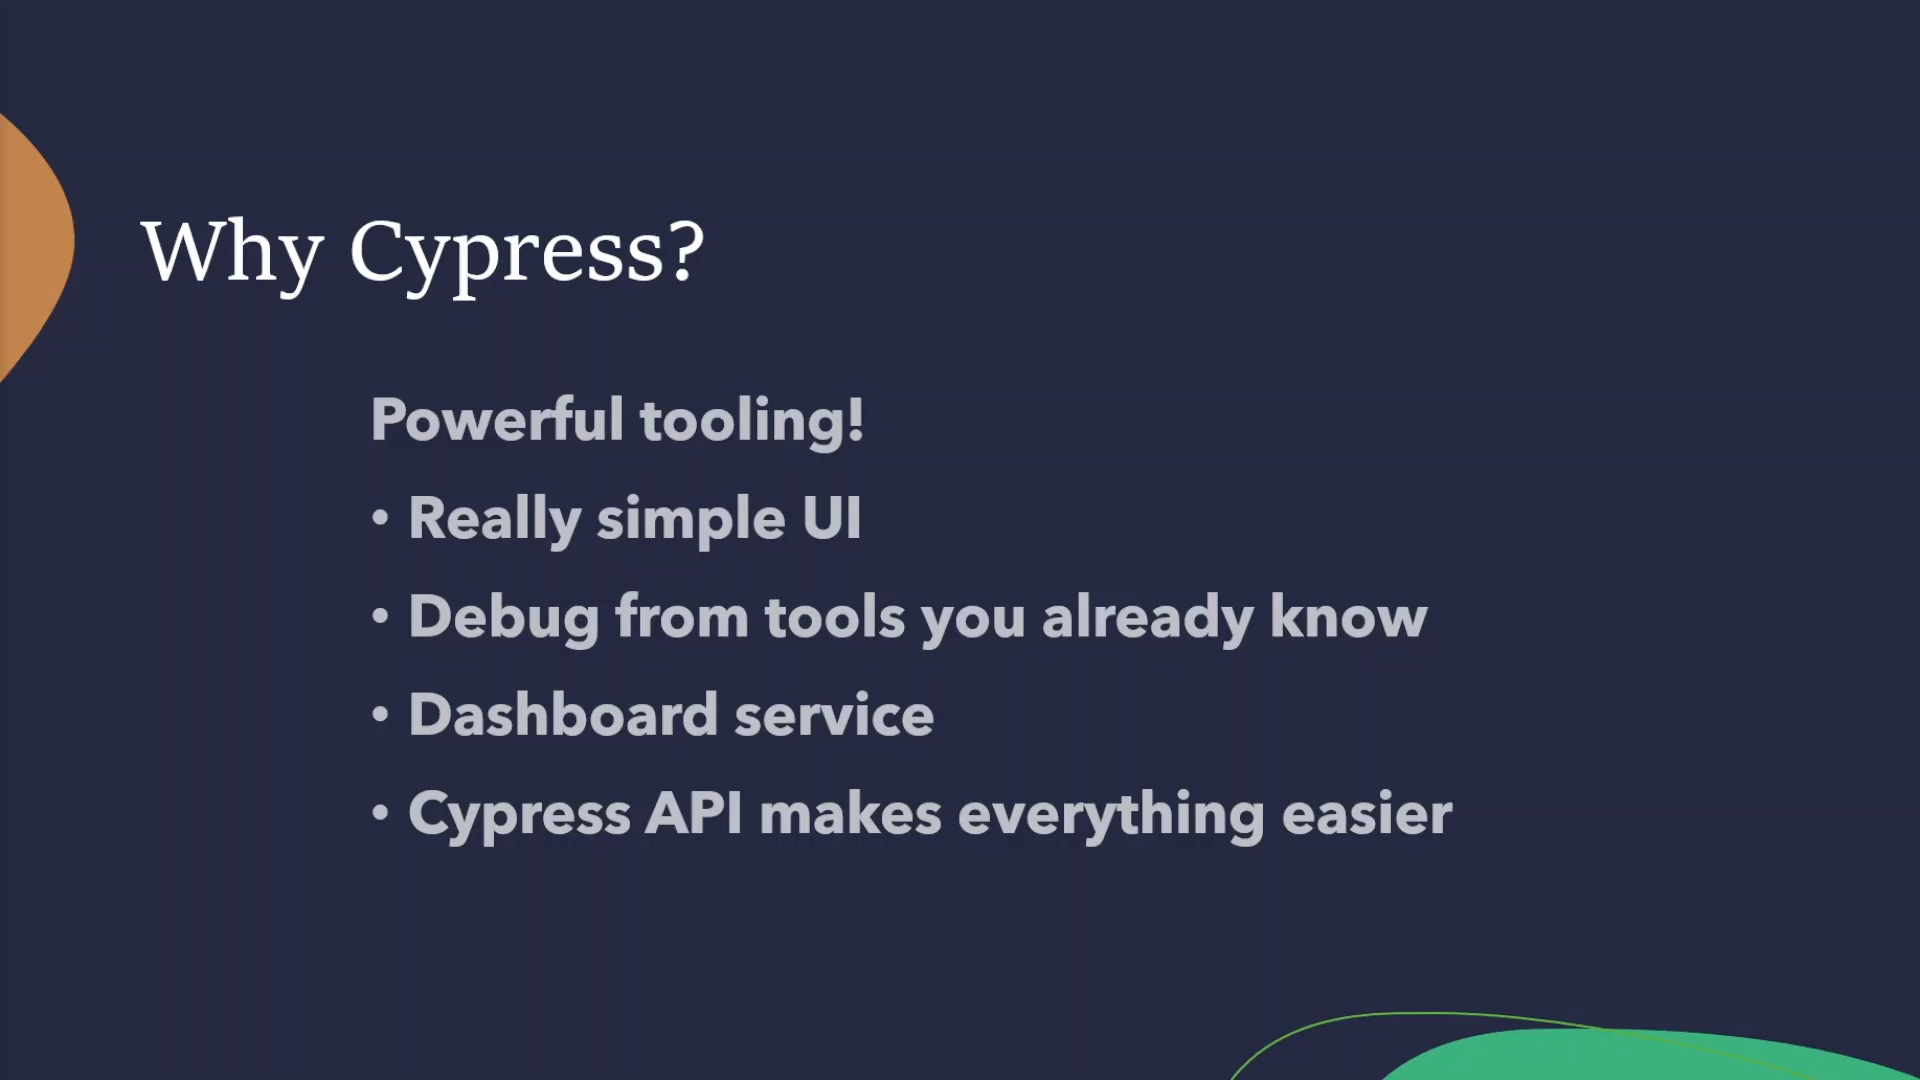 Why Cypress?
Powerful tooling!
• Really simple UI
• Debug from tools you already know
• Dashboard service
• Cypress API makes everything easier